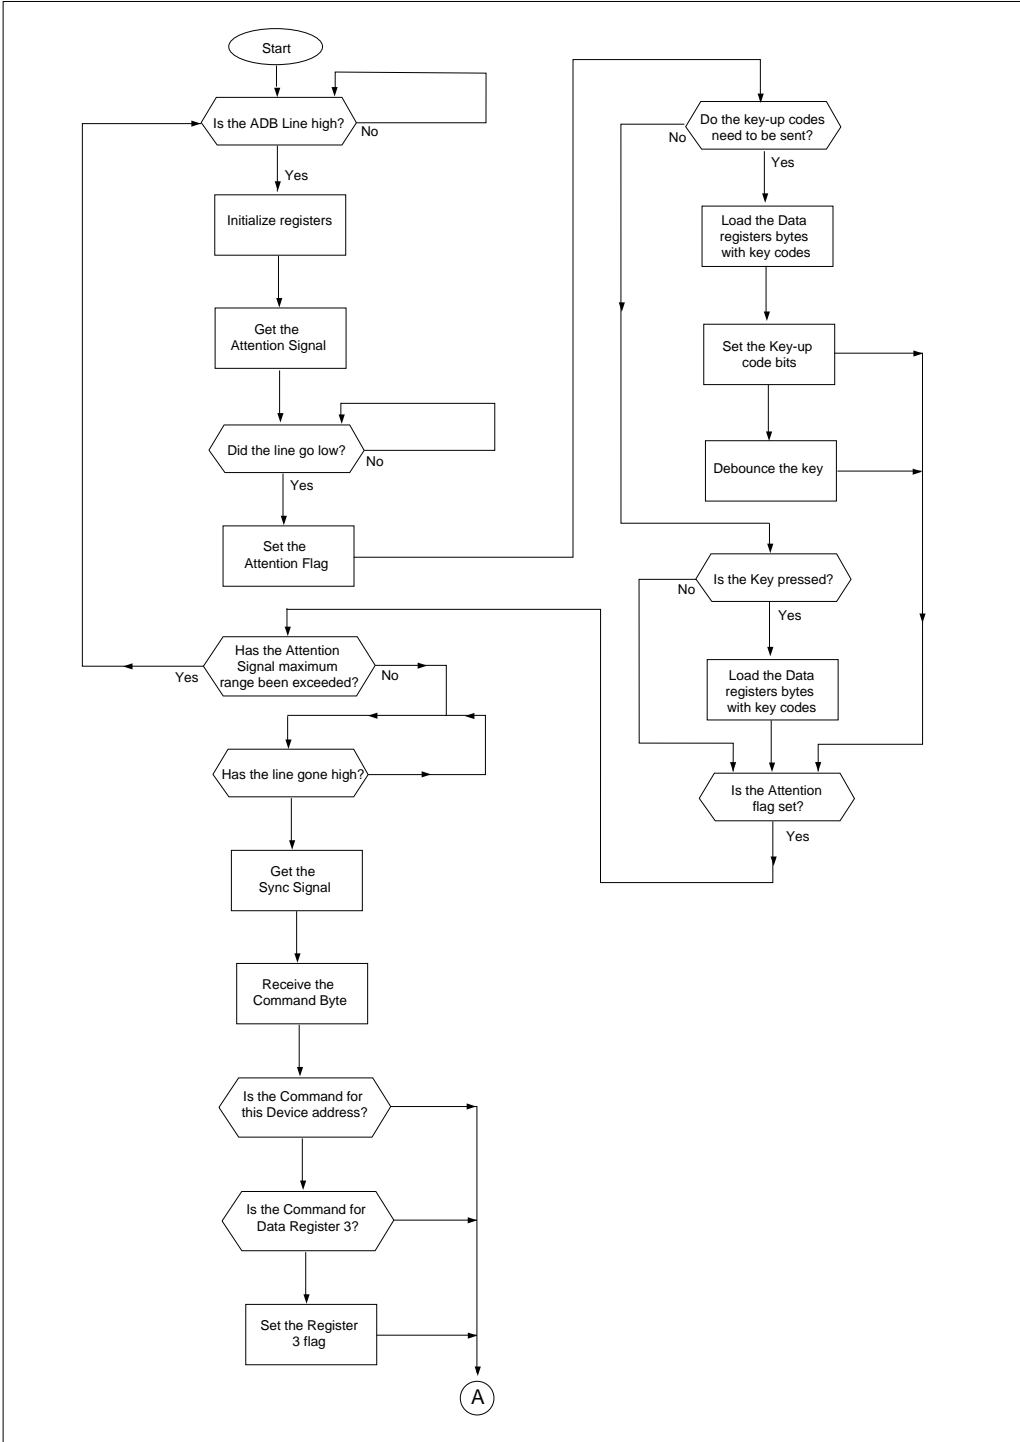 Start
Is the ADB Line high?
No
Yes
Initialize registers
Get the
Attention Signal
Did the line go low?
No
Yes
Set the
Attention Flag
Do the key-up codes
need to be sent?
No
Yes
Load the Data
registers bytes
with key codes
Set the Key-up
code bits
Debounce the key
Is the Key pressed?
No
Yes
Load the Data
registers bytes
with key codes
Is the Attention
flag set?
Yes
Has the Attention
Signal maximum
range been exceeded?
Yes
No
Has the line gone high?
Get the
Sync Signal
Receive the
Command Byte
Is the Command for
this Device address?
Is the Command for
Data Register 3?
Set the Register
3 flag
A